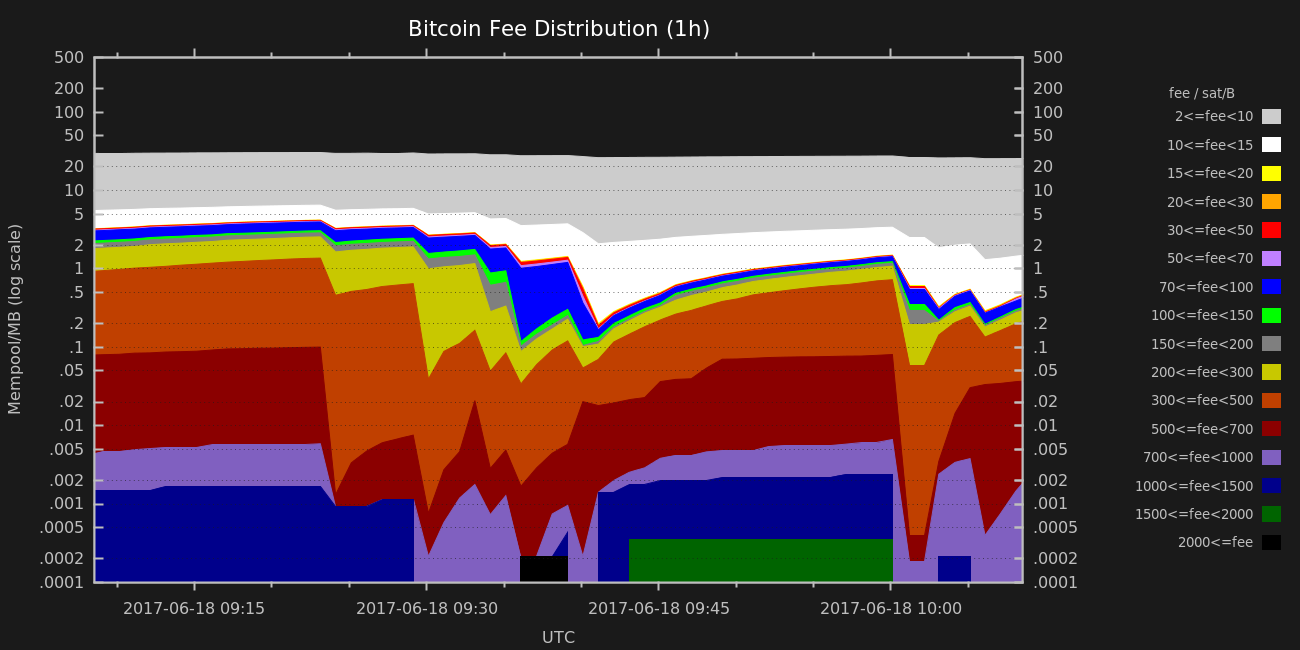 Bitcoin Fee Distribution (1h)
500
200
100
50
20
10
5
2
1
.5
.2
.1
.05
.02
.01
.005
.002
.001
.0005
.0002
.0001
Mempool/MB (log scale)
500
200
100
50
20
10
5
2
1
.5
.2
.1
.05
.02
.01
.005
.002
.001
.0005
.0002
.0001
2017-06-18 09:15 2017-06-18 09:30 2017-06-18 09:45 2017-06-18 10:00
UTC
fee / sat/B
2<=fee<10
10<=fee<15
15<=fee<20
20<=fee<30
30<=fee<50
50<=fee<70
70<=fee<100
100<=fee<150
150<=fee<200
200<=fee<300
300<=fee<500
500<=fee<700
700<=fee<1000
1000<=fee<1500
1500<=fee<2000
2000<=fee